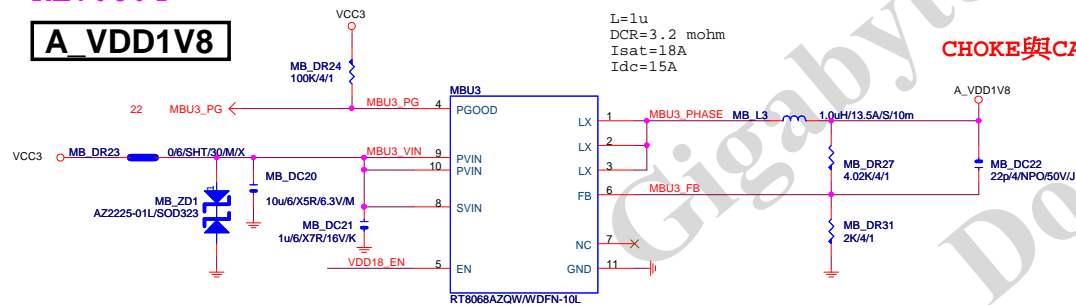 A_VDD1V8
VCC3
L=1u
DCR=3.2 mohm
Isat=18A
Idc=15A
CHOKE與CA
MB_DR24
100K/4/1
MBU3
A_VDD1V8
22
MBU3_PG
MBU3_PG
4
PGOOD
LX
1
MBU3_PHASE
MB_L3
1.0uH/13.5A/S/10m
LX
2
VCC3
MB_DR23
0/6/SHT/30/M/X
MBU3_VIN
9
PVIN
10
PVIN
LX
3
MB_DR27
4.02K/4/1
MB_DC22
22p/4/NPO/50V/J
MB_DC20
10u/6/X5R/6.3V/M
MB_ZD1
AZ2225-01L/SOD323
8
SVIN
FB
6
MBU3_FB
MB_DC21
1u/6/X7R/16V/K
MB_DR31
2K/4/1
NC
7
VDD18_EN
5
EN
GND
11
RT8068AZQW/WDFN-10L
Gigabyte
Do